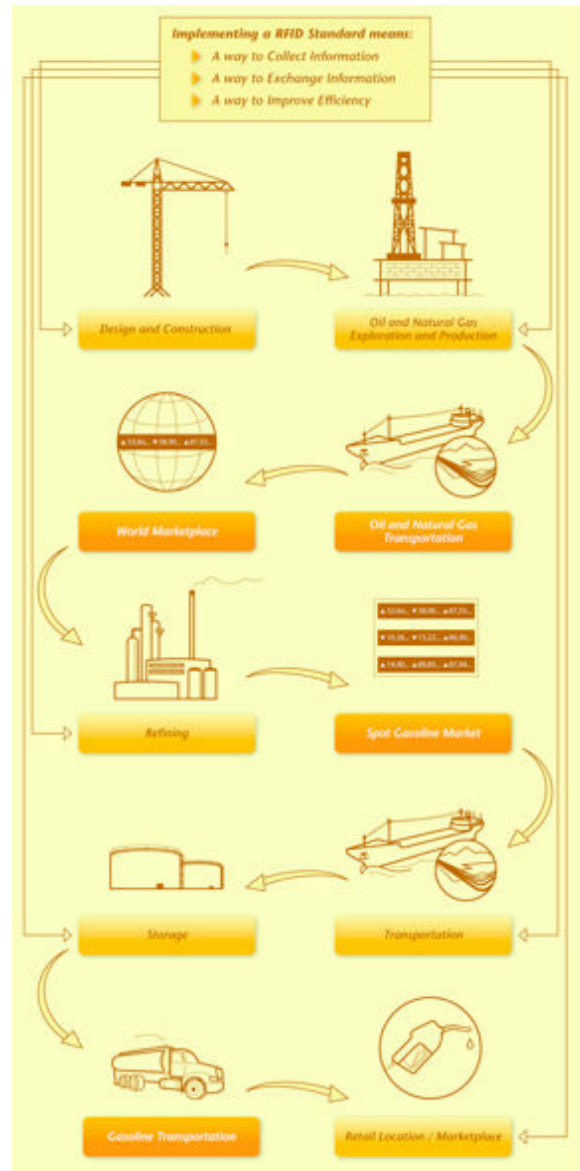 Implementing a RFID Standard means:
A way to Collect Information
A way to Exchange Information
A way to Improve Efficiency
Design and Construction
Oil and Natural Gas
Exploration and Production
World Marketplace
Oil and Natural Gas
Transportation
Refining
Spot Gasoline Market
Storage
Transportation
Gasoline Transportation
Retail Location / Marketplace